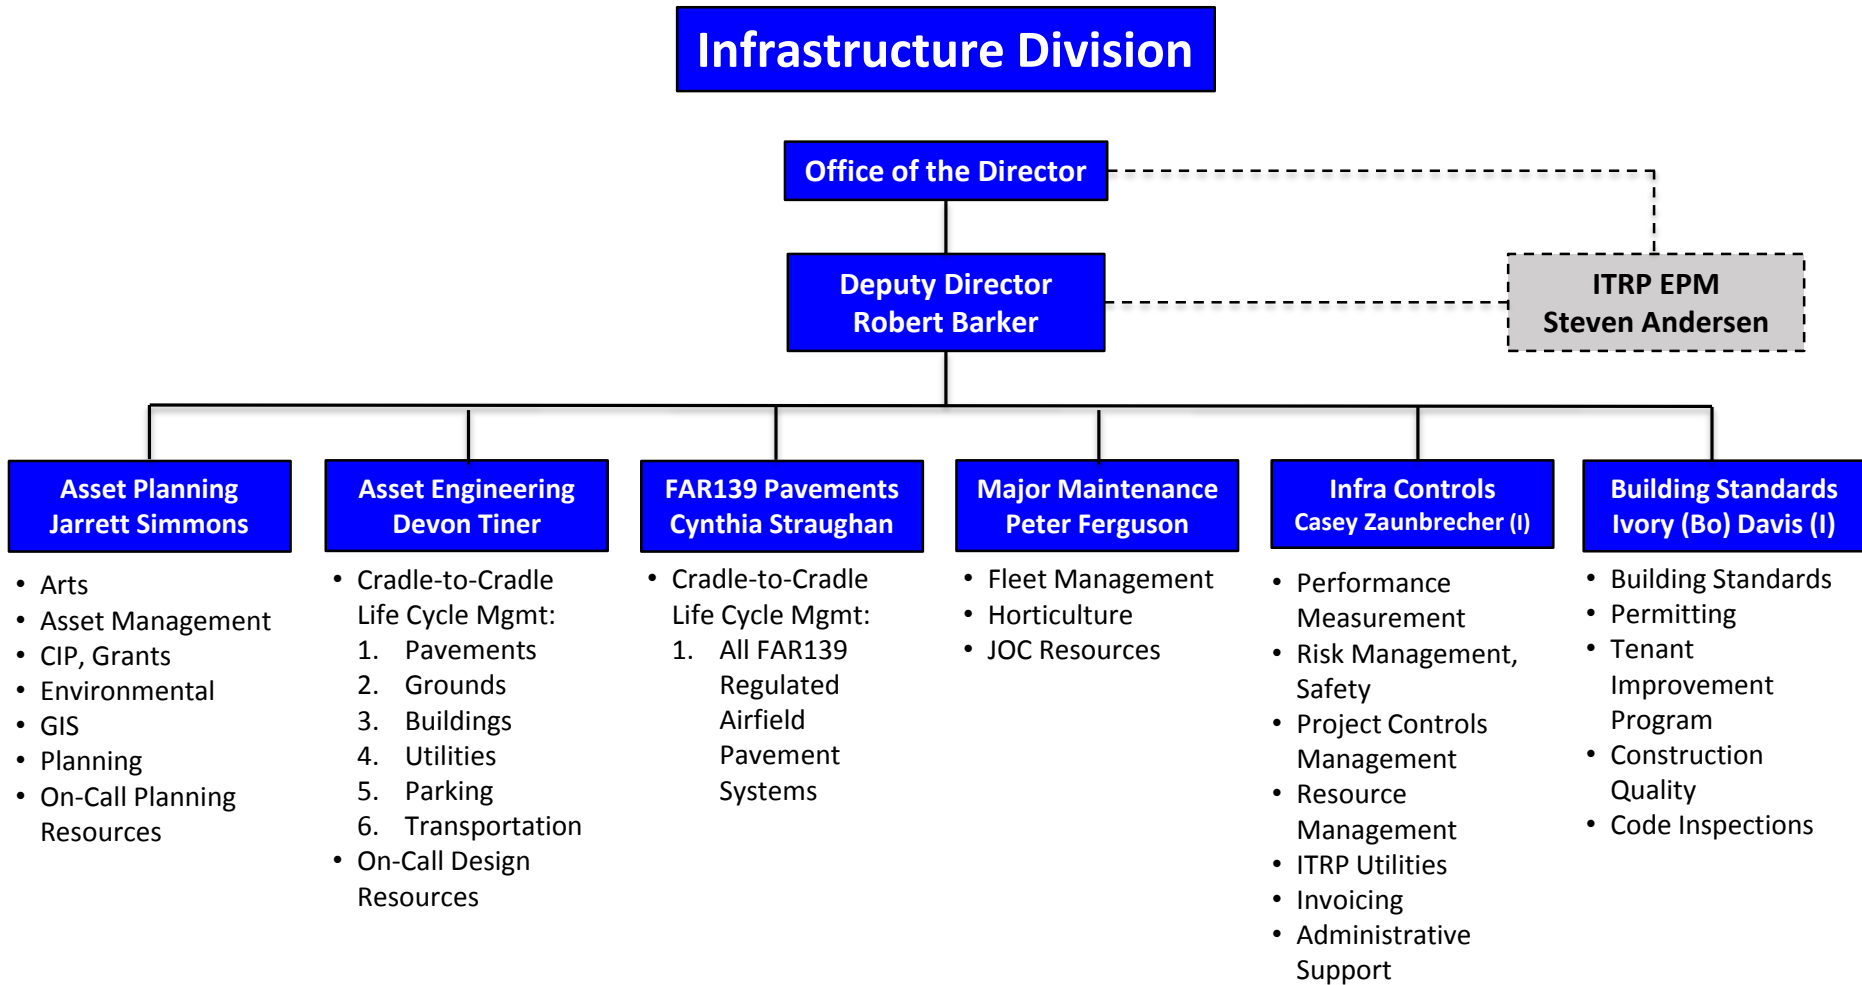 Infrastructure Division
Office of the Director
Deputy Director
Robert Barker
ITRP EPM
Steven Andersen
Asset Planning
Jarrett Simmons
• Arts
• Asset Management
• CIP, Grants
• Environmental
• GIS
• Planning
• On-Call Planning
Resources
Asset Engineering
Devon Tiner
• Cradle-to-Cradle
Life Cycle Mgmt:
1. Pavements
2. Grounds
3. Buildings
4. Utilities
5. Parking
6. Transportation
• On-Call Design
Resources
FAR139 Pavements
Cynthia Straughan
• Cradle-to-Cradle
Life Cycle Mgmt:
1. All FAR139
Regulated
Airfield
Pavement
Systems
Major Maintenance
Peter Ferguson
• Fleet Management
• Horticulture
• JOC Resources
Infra Controls
Casey Zaunbrecher (I)
• Performance
Measurement
• Risk Management,
Safety
• Project Controls
Management
• Resource
Management
• ITRP Utilities
• Invoicing
• Administrative
Support
Building Standards
Ivory (Bo) Davis (I)
• Building Standards
• Permitting
• Tenant
Improvement
Program
• Construction
Quality
• Code Inspections